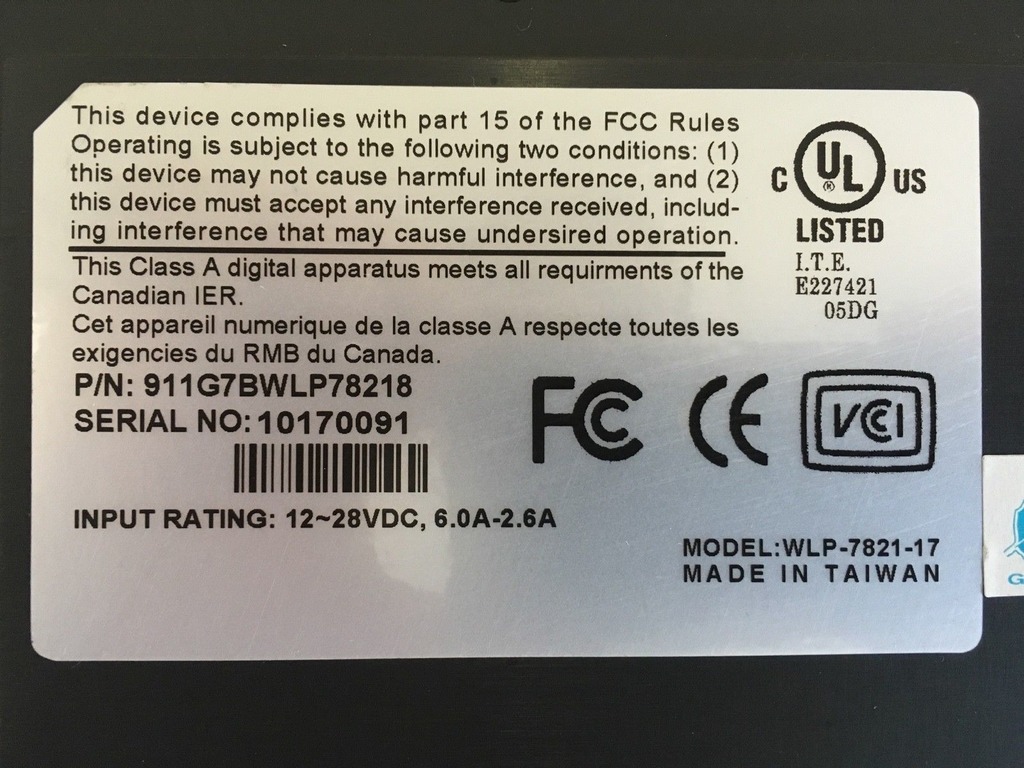 This device complies with part 15 of the FCC Rules
Operating is subject to the following two conditions: (1)
this device may not cause harmful interference, and (2)
this device must accept any interference received, includ-
ing interference that may cause undersired operation.
This Class A digital apparatus meets all requirments of the
Canadian IER.
Cet appareil numerique de la classe A respecte toutes les
exigencies du RMB du Canada.
P/N: 911G7BWLP78218
SERIAL NO: 10170091
INPUT RATING: 12~28VDC, 6.0A-2.6A
C UL ® US
LISTED
I.T.E.
E227421
05DG
FC CE VCCI
MODEL:WLP-7821-17
MADE IN TAIWAN
G